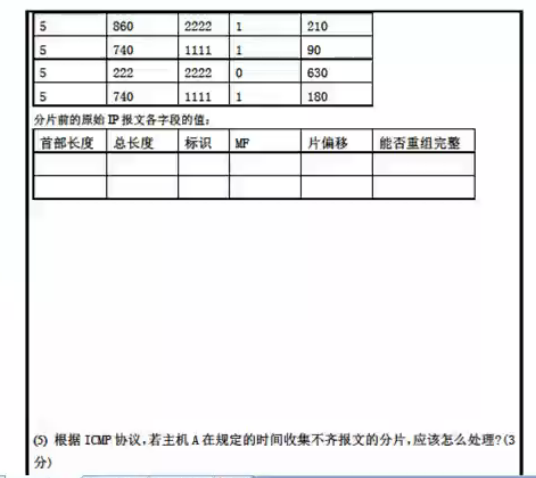 5 860 2222 1 210
5 740 1111 1 90
5 222 2222 0 630
5 740 1111 1 180
分片前的原始 IP 报文各字段的值:
首部长度 总长度 标识 MF 片偏移 能否重组完整
(5) 根据 ICMP 协议,若主机 A 在规定的时间收集不齐报文的分片,应该怎么处理?(3
分)